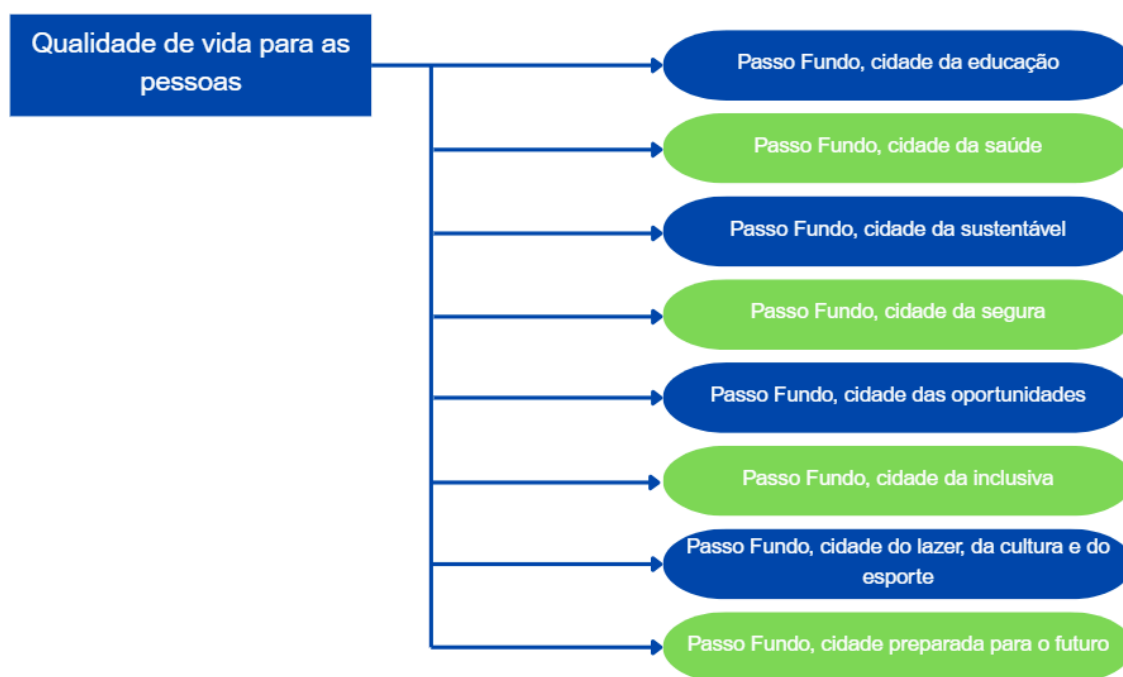 Qualidade de vida para as
pessoas
Passo Fundo, cidade da educação
Passo Fundo, cidade da saúde
Passo Fundo, cidade da sustentável
Passo Fundo, cidade da segura
Passo Fundo, cidade das oportunidades
Passo Fundo, cidade da inclusiva
Passo Fundo, cidade do lazer, da cultura e do
esporte
Passo Fundo, cidade preparada para o futuro